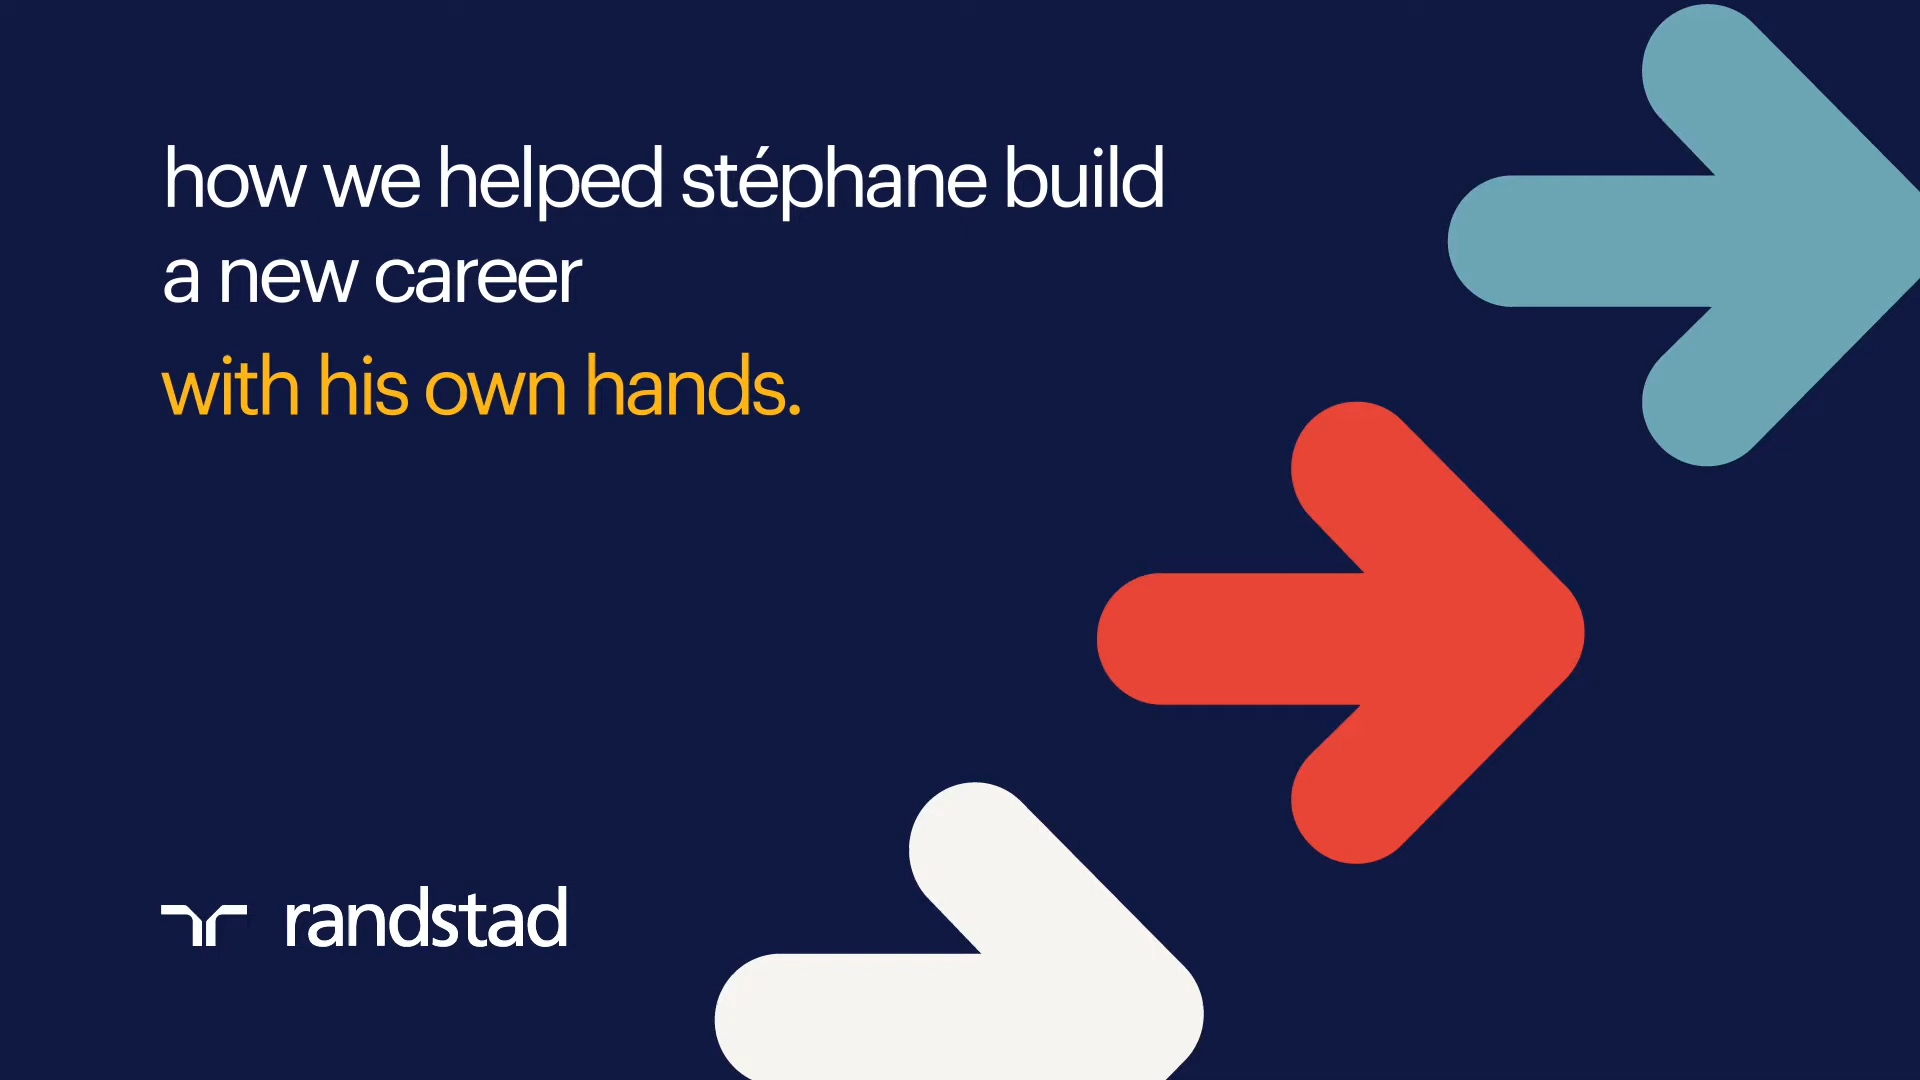 how we helped stéphane build
a new career
with his own hands.
randstad